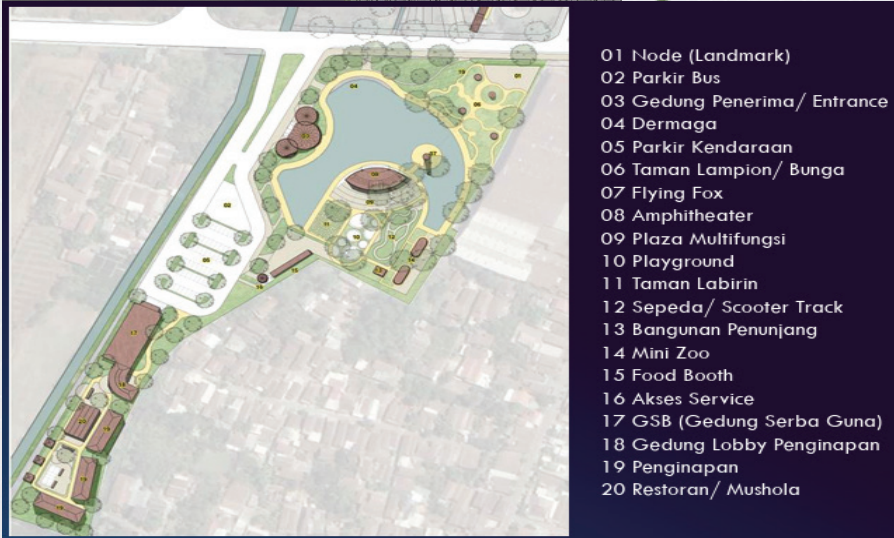 01 Node (Landmark)
02 Parkir Bus
03 Gedung Penerima/ Entrance
04 Dermaga
05 Parkir Kendaraan
06 Taman Lampion/ Bunga
07 Flying Fox
08 Amphitheater
09 Plaza Multifungsi
10 Playground
11 Taman Labirin
12 Sepeda/ Scooter Track
13 Bangunan Penunjang
14 Mini Zoo
15 Food Booth
16 Akses Service
17 GSB (Gedung Serba Guna)
18 Gedung Lobby Penginapan
19 Penginapan
20 Restoran/ Mushola